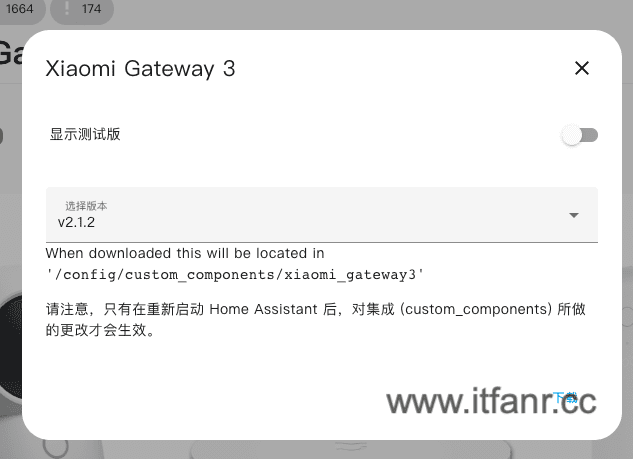 1664
174
Ga
Xiaomi Gateway 3
显示测试版
选择版本
v2.1.2
When downloaded this will be located in
'/config/custom_components/xiaomi_gateway3'
请注意，只有在重新启动 Home Assistant 后，对集成 (custom_components) 所做
的更改才会生效。
下载
www.itfanr.cc